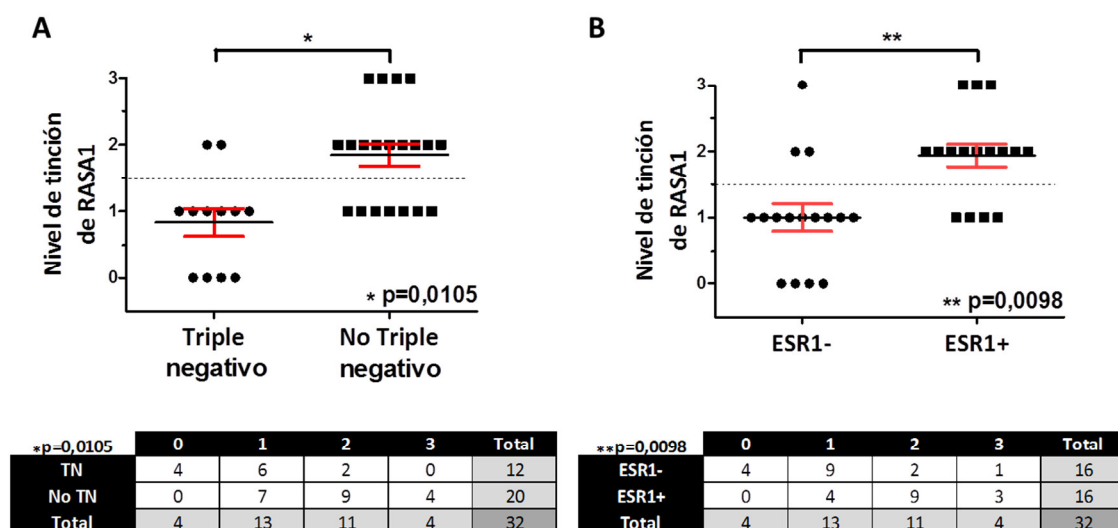 A
*
Nivel de tinción
de RASA1
3
2
1
0
* p=0,0105
Triple
negativo
No Triple
negativo
*p=0,0105 0 1 2 3 Total
TN 4 6 2 0 12
No TN 0 7 9 4 20
Total 4 13 11 4 32
B
**
Nivel de tinción
de RASA1
3
2
1
0
** p=0,0098
ESR1-
ESR1+
**p=0,0098 0 1 2 3 Total
ESR1- 4 9 2 1 16
ESR1+ 0 4 9 3 16
Total 4 13 11 4 32